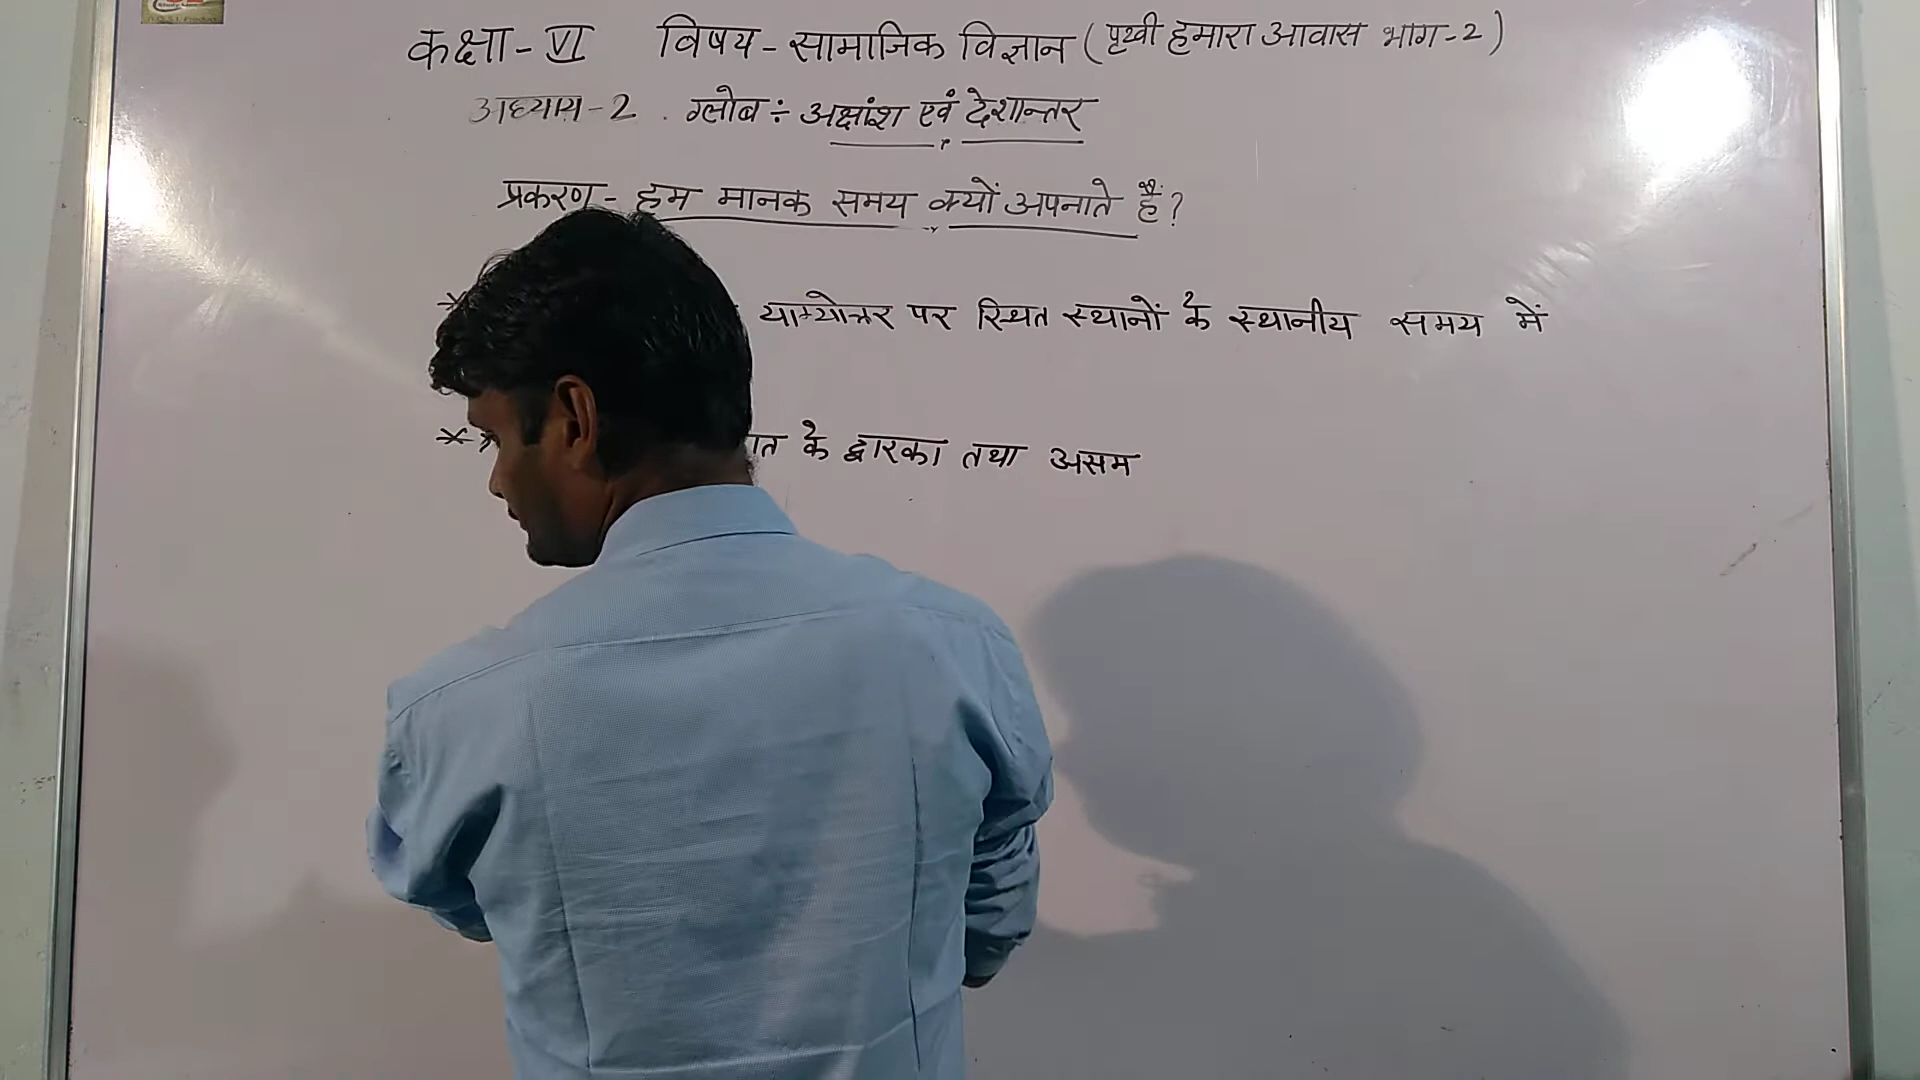 कक्षा - VI विषय - सामाजिक विज्ञान ( पृथ्वी हमारा आवास भाग - 2 )
अध्याय - 2 . ग्लोब ÷ अक्षांश एवं देशान्तर
प्रकरण - हम मानक समय क्यों अपनाते हैं ?
* याम्योत्तर पर स्थित स्थानों के स्थानीय समय में
* के द्वारका तथा असम